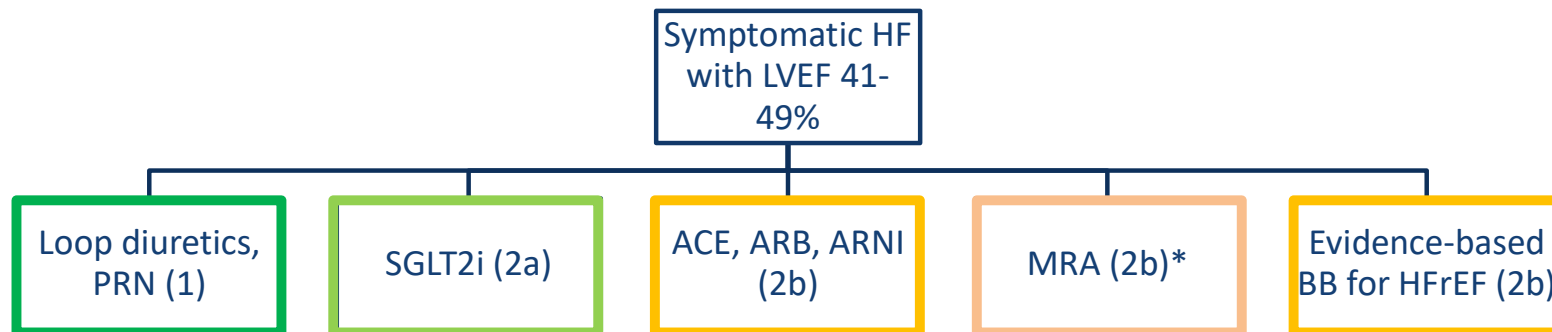 Symptomatic HF
with LVEF 41-
49%
Loop diuretics,
PRN (1)
SGLT2i (2a)
ACE, ARB, ARNI
(2b)
MRA (2b)*
Evidence-based
BB for HFrEF (2b)